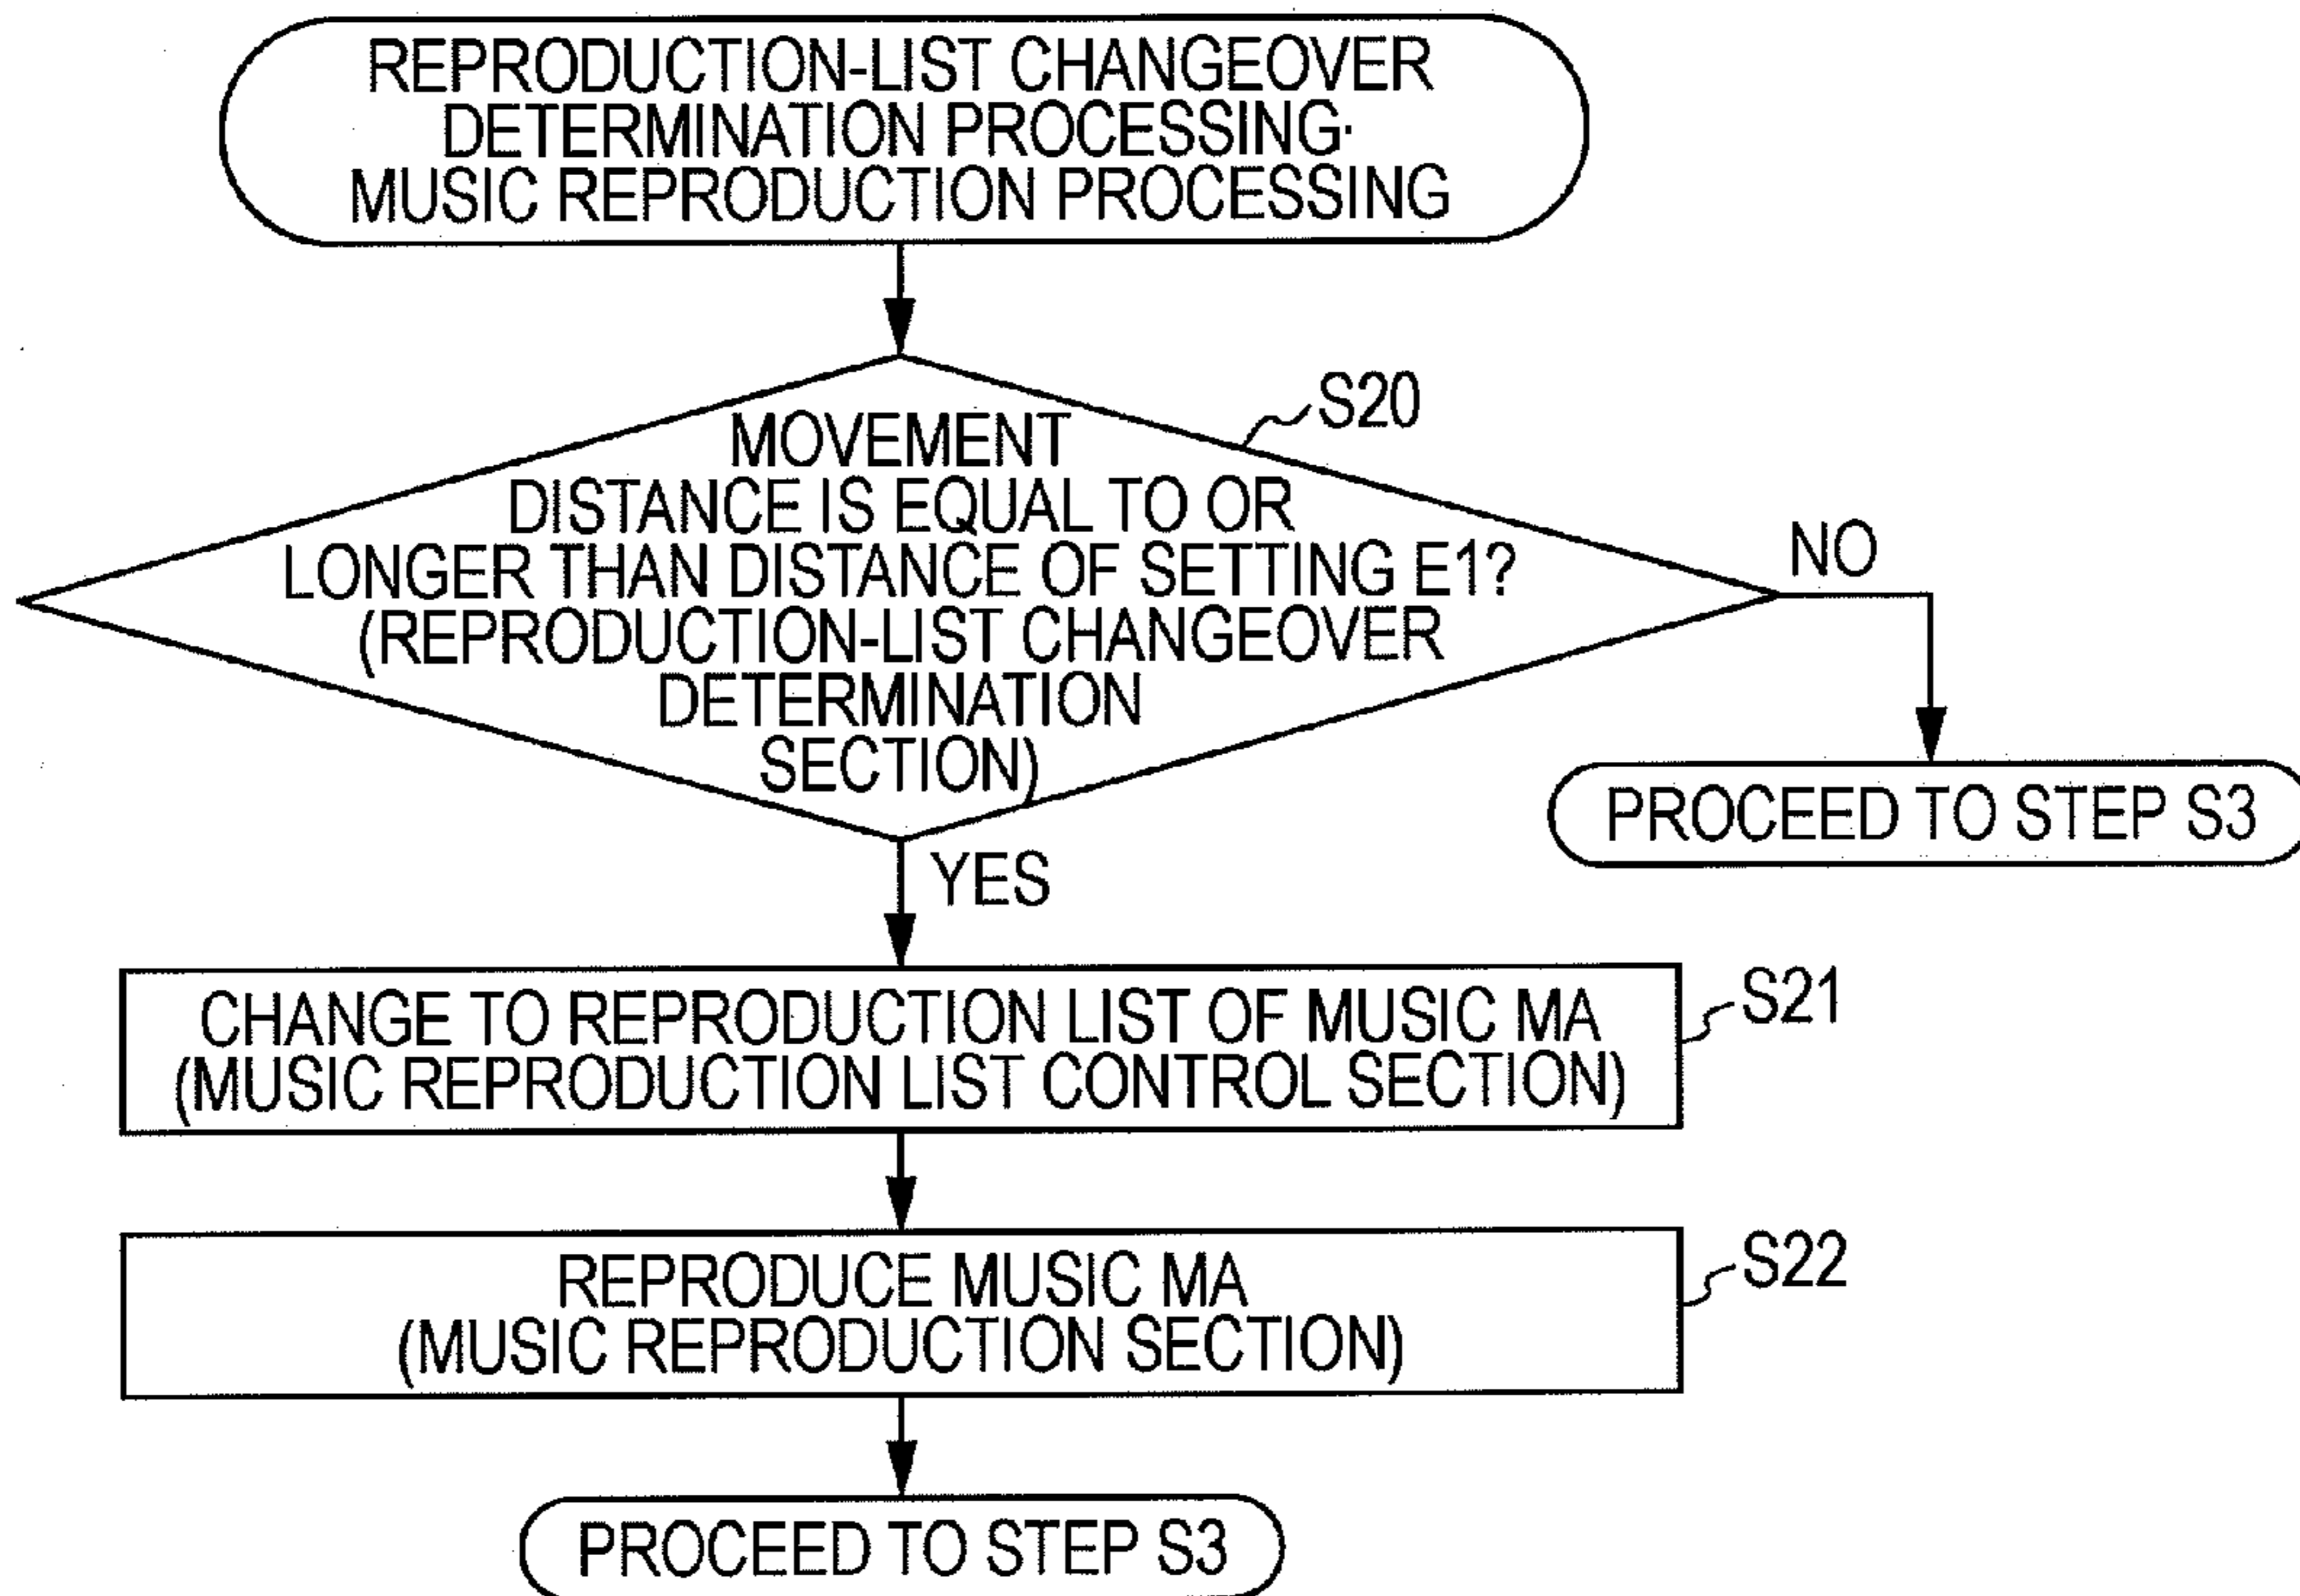 REPRODUCTION-LIST CHANGEOVER
DETERMINATION PROCESSING·
MUSIC REPRODUCTION PROCESSING
S20
MOVEMENT
DISTANCE IS EQUAL TO OR
LONGER THAN DISTANCE OF SETTING E1?
(REPRODUCTION-LIST CHANGEOVER
DETERMINATION
SECTION)
NO
PROCEED TO STEP S3
YES
S21
CHANGE TO REPRODUCTION LIST OF MUSIC MA
(MUSIC REPRODUCTION LIST CONTROL SECTION)
S22
REPRODUCE MUSIC MA
(MUSIC REPRODUCTION SECTION)
PROCEED TO STEP S3